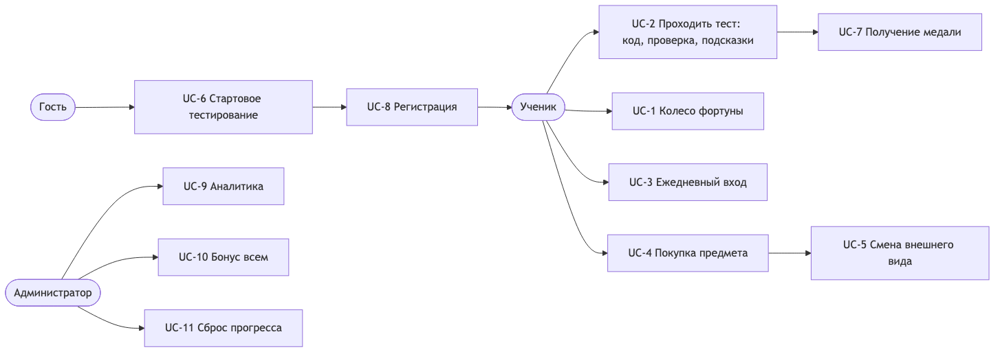 Гость
UC-6 Стартовое
тестирование
UC-8 Регистрация
Ученик
UC-2 Проходить тест:
код, проверка, подсказки
UC-7 Получение медали
UC-1 Колесо фортуны
UC-3 Ежедневный вход
UC-4 Покупка предмета
UC-5 Смена внешнего
вида
Администратор
UC-9 Аналитика
UC-10 Бонус всем
UC-11 Сброс прогресса